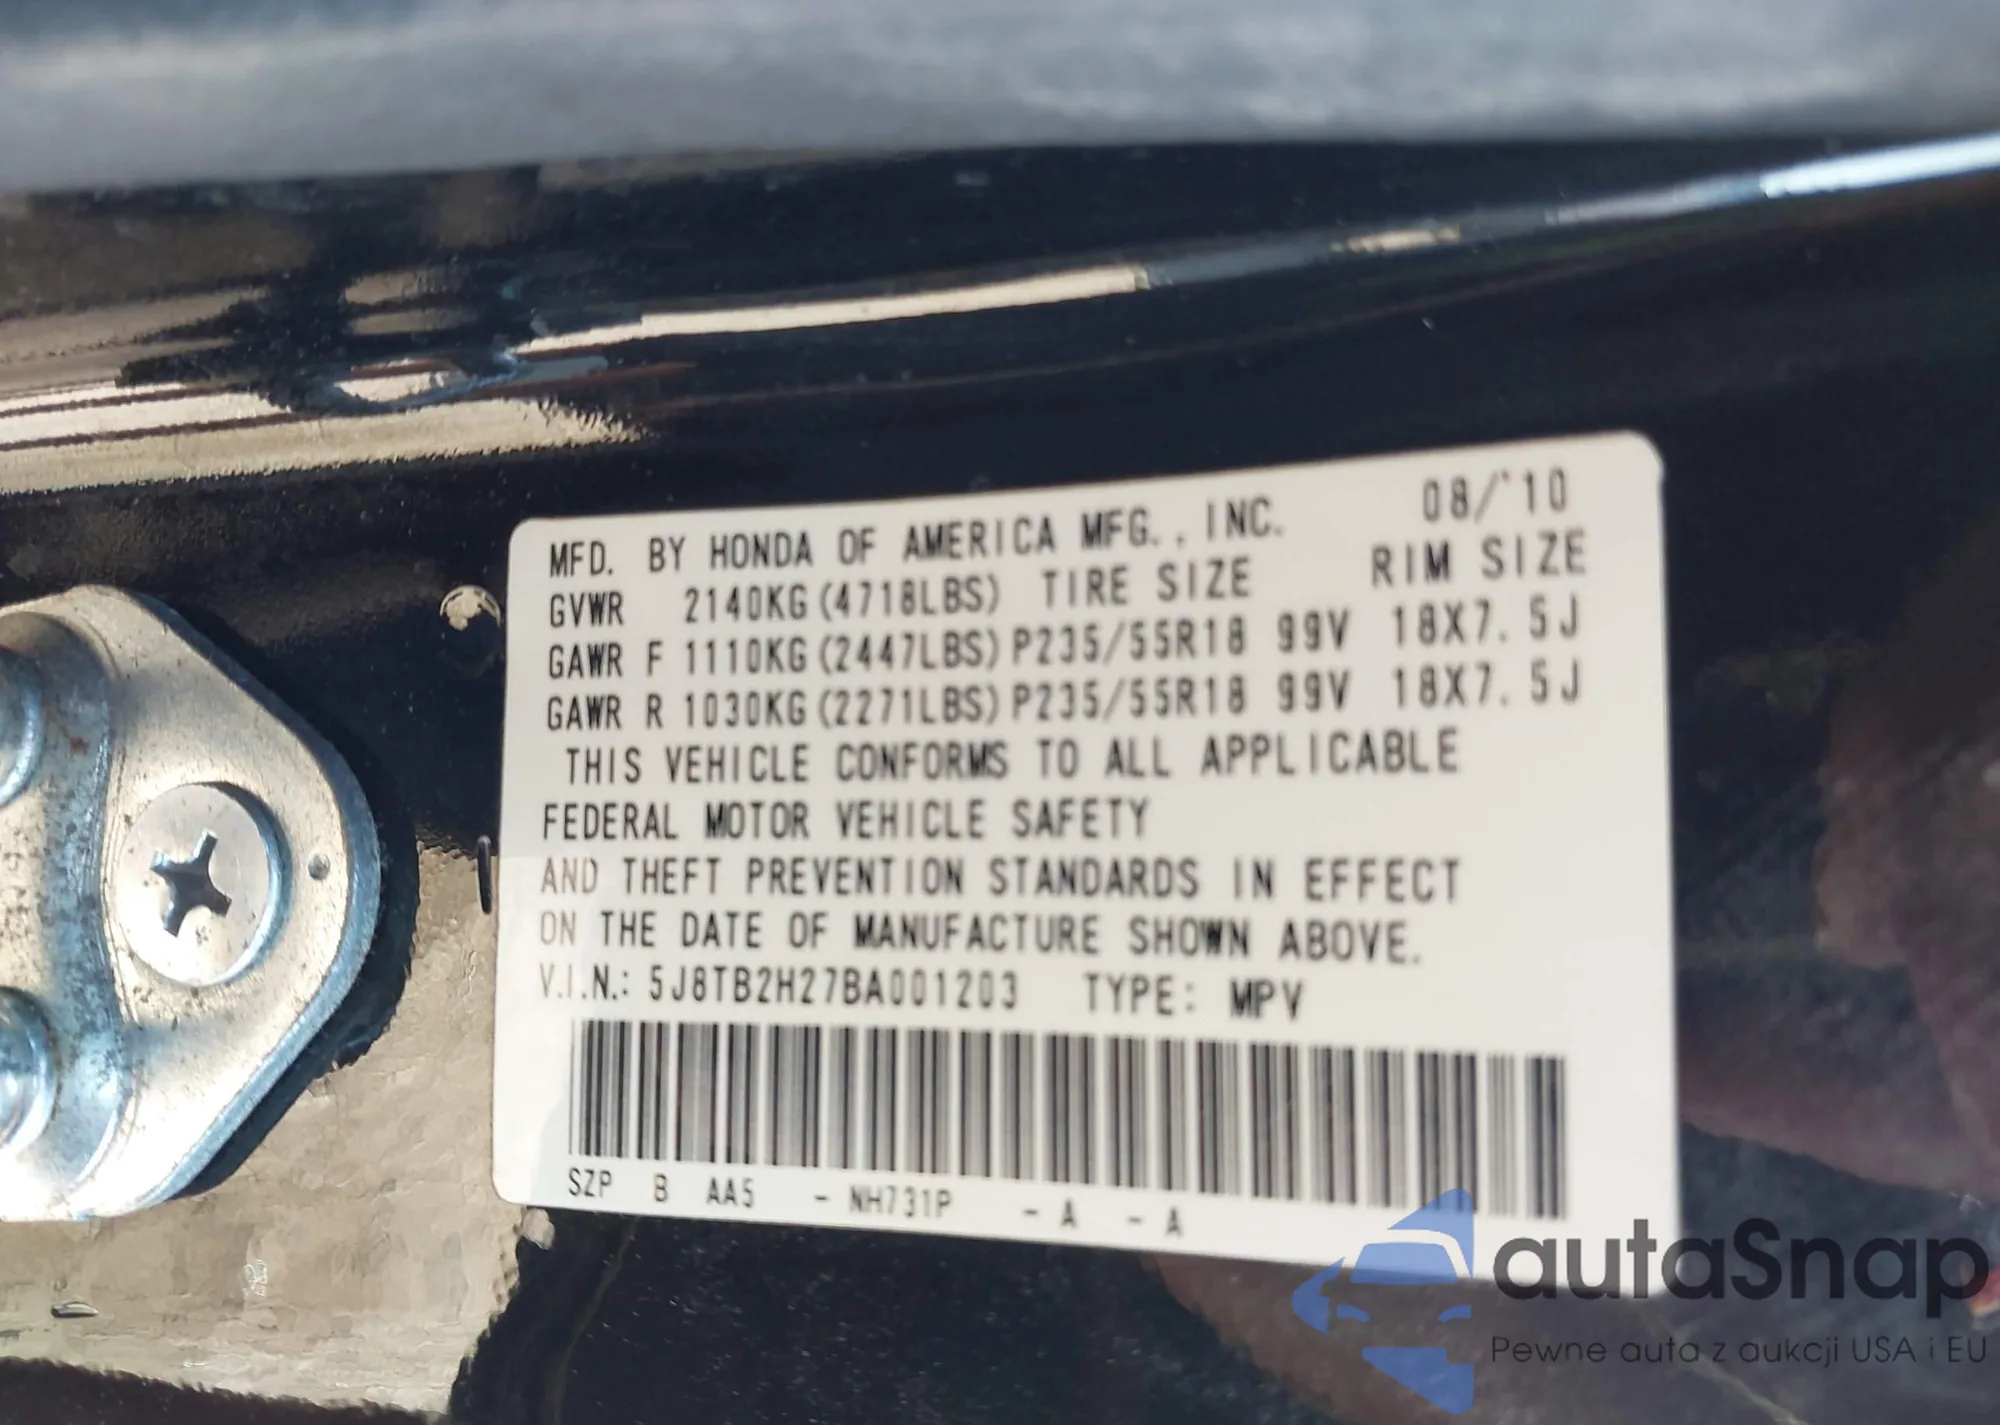 MFD. BY HONDA OF AMERICA MFG., INC. 08/'10
GVWR 2140KG(4718LBS) TIRE SIZE RIM SIZE
GAWR F 1110KG(2447LBS) P235/55R18 99V 18X7.5J
GAWR R 1030KG(2271LBS) P235/55R18 99V 18X7.5J
THIS VEHICLE CONFORMS TO ALL APPLICABLE
FEDERAL MOTOR VEHICLE SAFETY
AND THEFT PREVENTION STANDARDS IN EFFECT
ON THE DATE OF MANUFACTURE SHOWN ABOVE.
V.I.N.: 5J8TB2H27BA001203 TYPE: MPV
SZP B AA5 - NH731P - A - A
autaSnap
Pewne auta z aukcji USA i EU